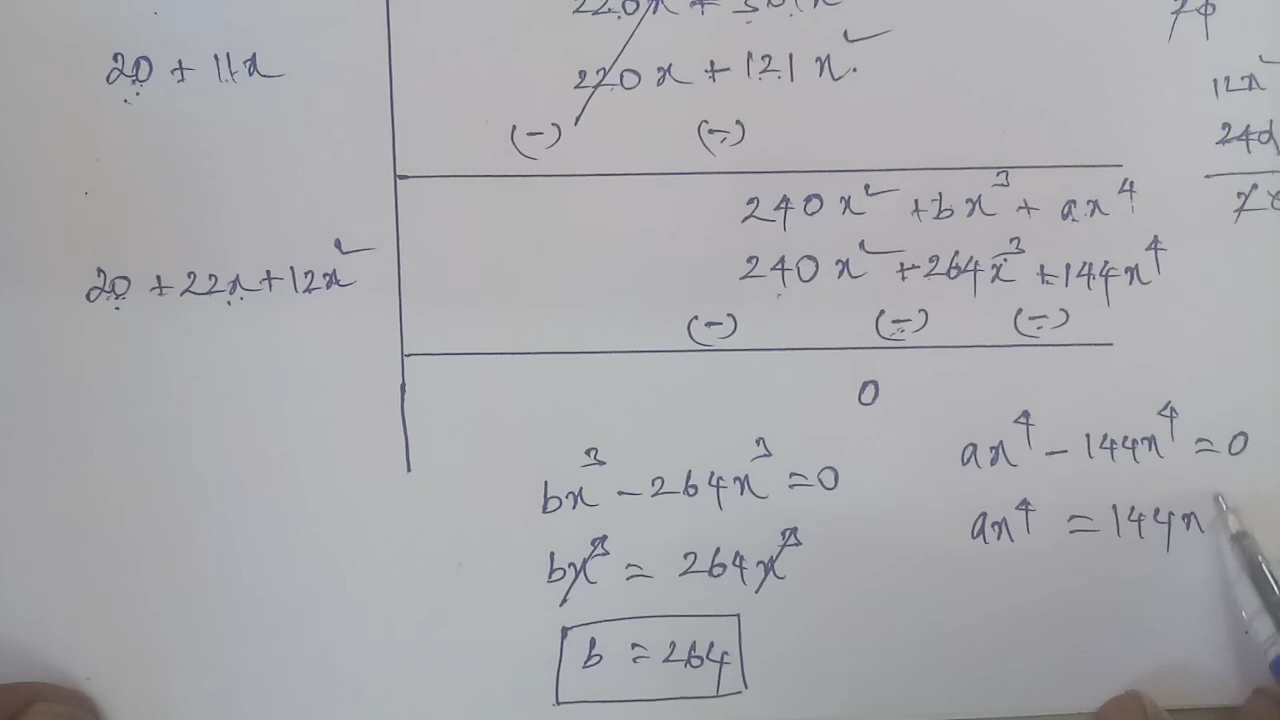 20 + 11x
220x + 121x².
(-) (-)
240x² + bx³ + ax⁴
20 + 22x + 12x²
240x² + 264x³ + 144x⁴
(-) (-) (-)
0
12x²
bx³ - 264x³ = 0
bx³ = 264x³
b = 264
ax⁴ - 144x⁴ = 0
ax⁴ = 144x